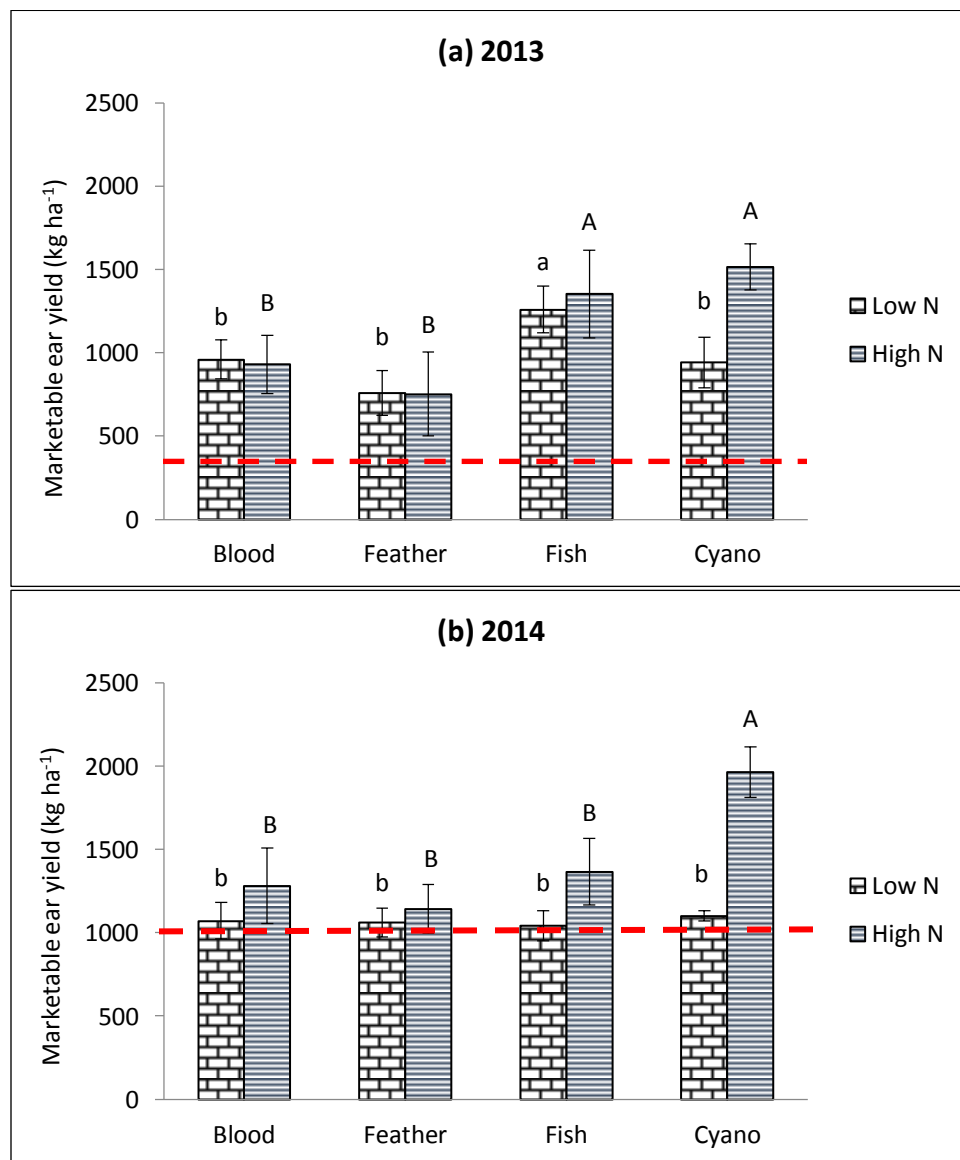 (a) 2013
Marketable ear yield (kg ha⁻¹)
2500
2000
1500
1000
500
0
b B b B a A b A
Blood Feather Fish Cyano
Low N
High N
(b) 2014
Marketable ear yield (kg ha⁻¹)
2500
2000
1500
1000
500
0
b B b B b B b A
Blood Feather Fish Cyano
Low N
High N